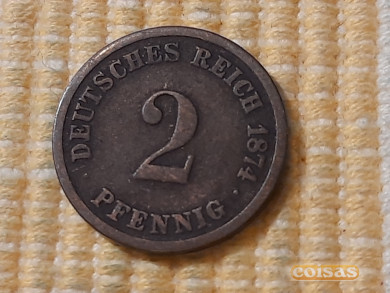 DEUTSCHES REICH 1874
2
PFENNIG
coisas